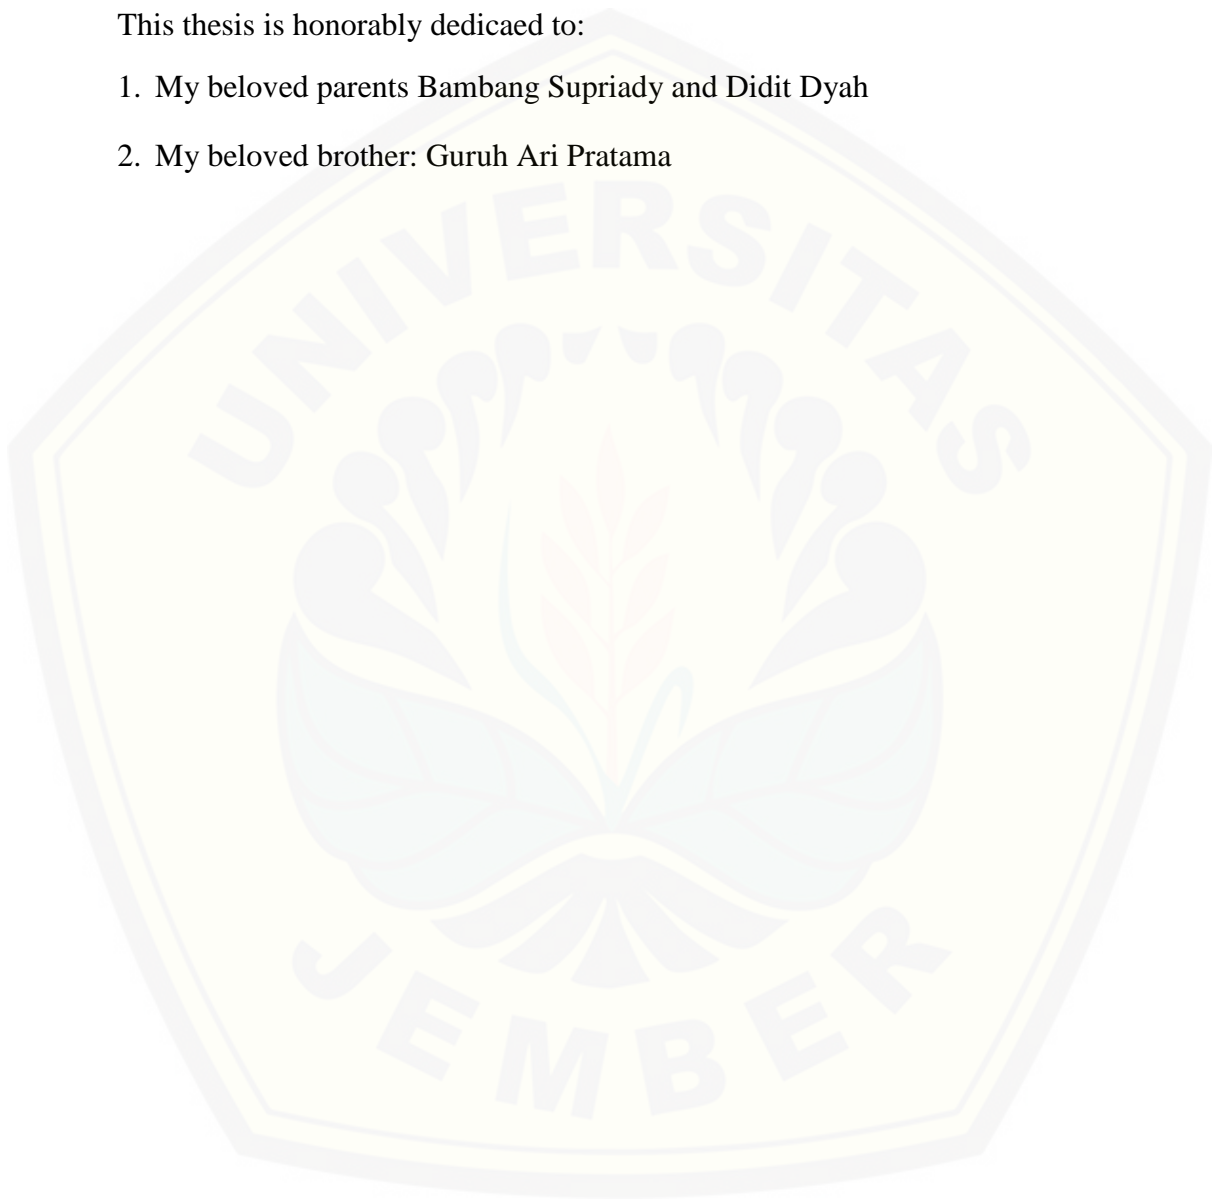 This thesis is honorably dedicaed to:
1. My beloved parents Bambang Supriady and Didit Dyah
2. My beloved brother: Guruh Ari Pratama
UNIVERSITAS
JEMBER